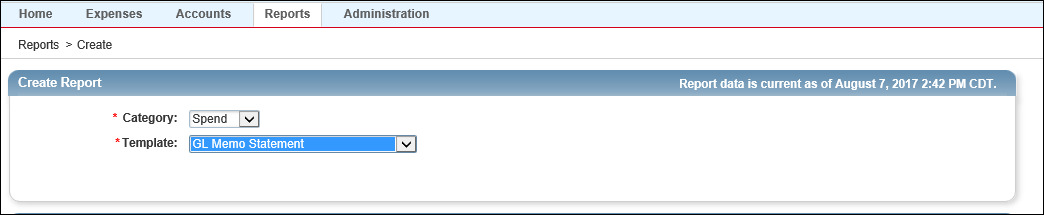 Home Expenses Accounts Reports Administration
Reports > Create
Create Report Report data is current as of August 7, 2017 2:42 PM CDT.
* Category: Spend
* Template: GL Memo Statement